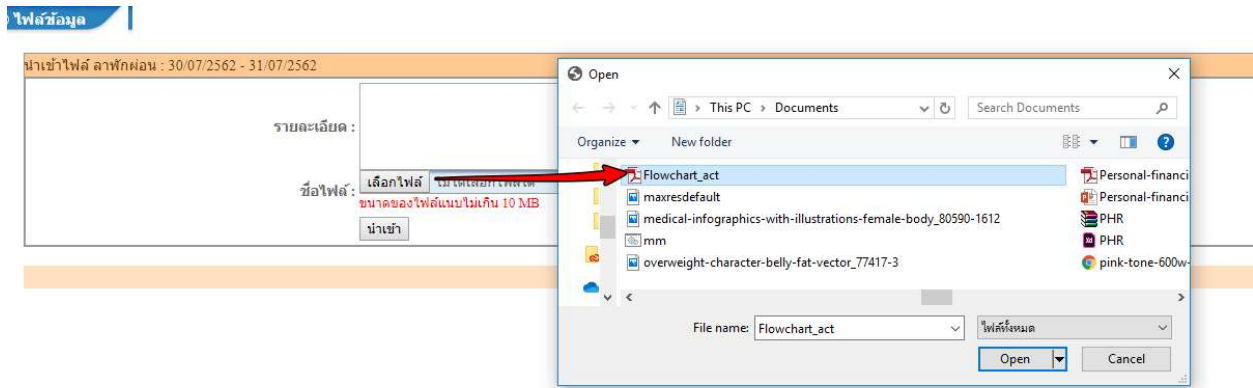 ไฟล์ข้อมูล
นำเข้าไฟล์ ลาพักผ่อน : 30/07/2562 - 31/07/2562
รายละเอียด :
ชื่อไฟล์ :
เลือกไฟล์
ขนาดของไฟล์แนบไม่เกิน 10 MB
นำเข้า
Open
This PC > Documents
Search Documents
Organize
New folder
Flowchart_act
maxresdefault
medical-infographics-with-illustrations-female-body_80590-1612
mm
overweight-character-belly-fat-vector_77417-3
Personal-financi
Personal-financi
PHR
PHR
pink-tone-600w-
File name: Flowchart_act
ไฟล์ทั้งหมด
Open
Cancel